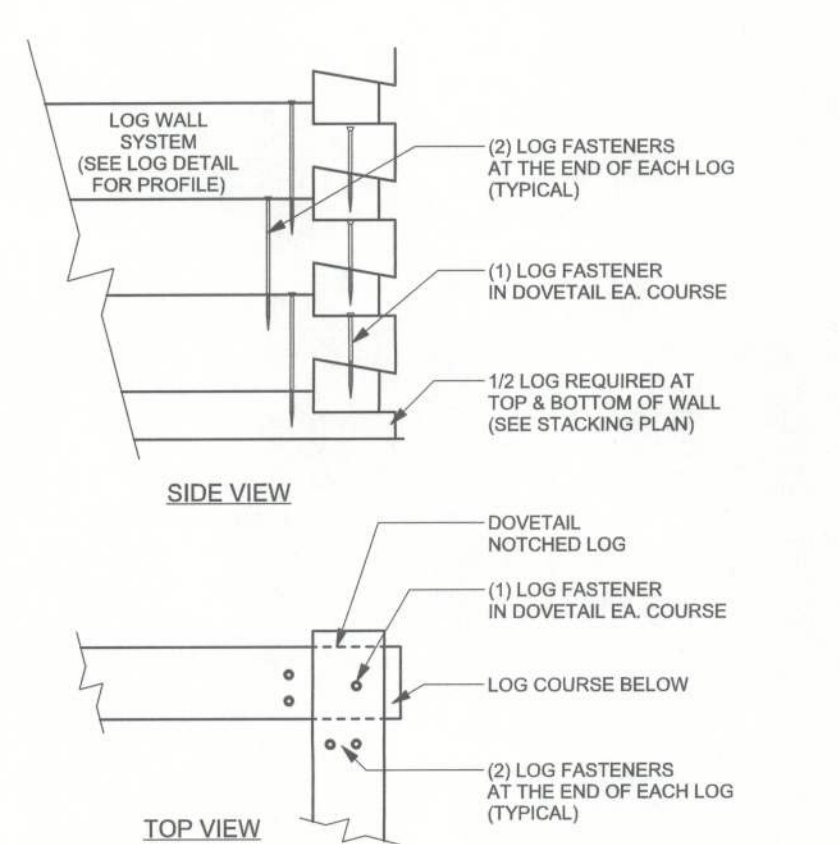 LOG WALL
SYSTEM
(SEE LOG DETAIL
FOR PROFILE)
(2) LOG FASTENERS
AT THE END OF EACH LOG
(TYPICAL)
(1) LOG FASTENER
IN DOVETAIL EA. COURSE
1/2 LOG REQUIRED AT
TOP & BOTTOM OF WALL
(SEE STACKING PLAN)
SIDE VIEW
DOVETAIL
NOTCHED LOG
(1) LOG FASTENER
IN DOVETAIL EA. COURSE
LOG COURSE BELOW
(2) LOG FASTENERS
AT THE END OF EACH LOG
(TYPICAL)
TOP VIEW